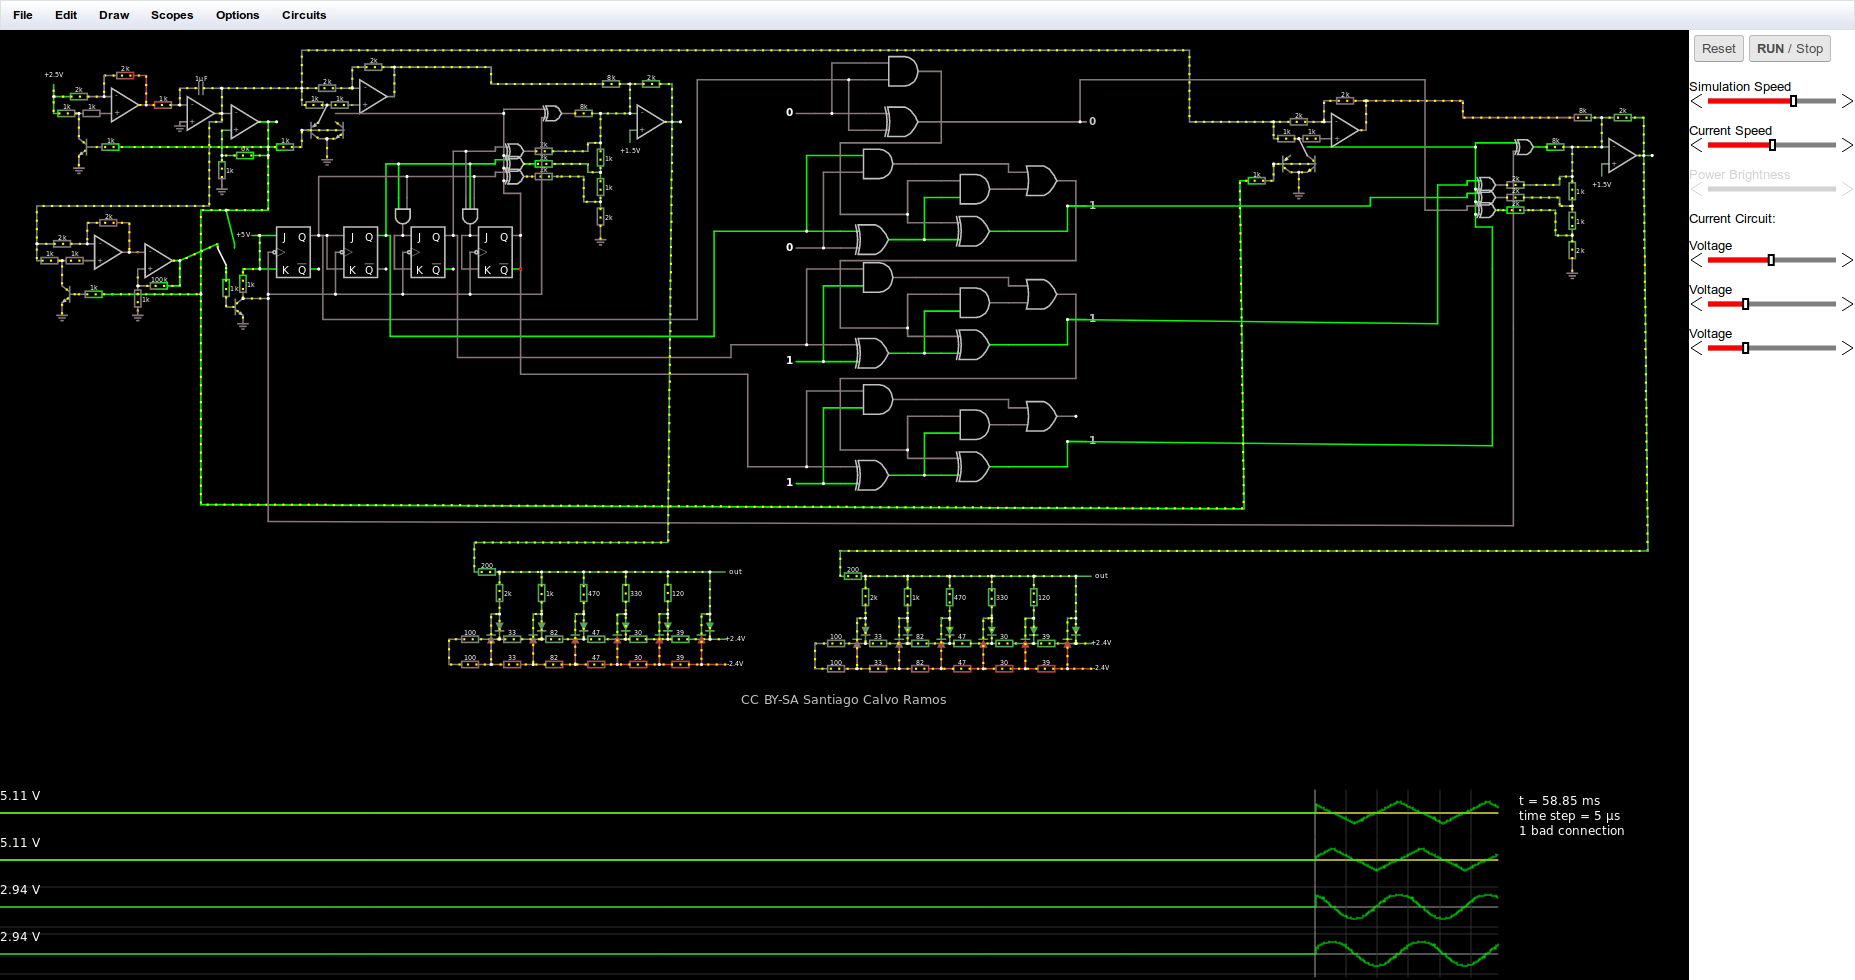 File Edit Draw Scopes Options Circuits
Reset RUN / Stop
Simulation Speed
Current Speed
Power Brightness
Current Circuit:
Voltage
Voltage
Voltage
+2.5V
2k
2k
1k
1k
1k
1k
1µF
1k
1k
2k
1k
1k
2k
8k
2k
8k
+1.5V
1k
1k
2k
2k
2k
1k
1k
1k
100k
1k
+5V
1k
1k
J Q
K Q
J Q
K Q
J Q
K Q
J Q
K Q
0
0
0
1
1
1
1
1
2k
2k
1k
1k
1k
8k
2k
8k
+1.5V
2k
2k
2k
1k
1k
2k
200
out
2k
1k
470
330
120
100
33
82
47
30
39
+2.4V
100
33
82
47
30
39
-2.4V
200
out
2k
1k
470
330
120
100
33
82
47
30
39
+2.4V
100
33
82
47
30
39
-2.4V
CC BY-SA Santiago Calvo Ramos
5.11 V
5.11 V
2.94 V
2.94 V
t = 58.85 ms
time step = 5 µs
1 bad connection